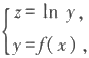 z = ln y ,
y = f( x ) ,